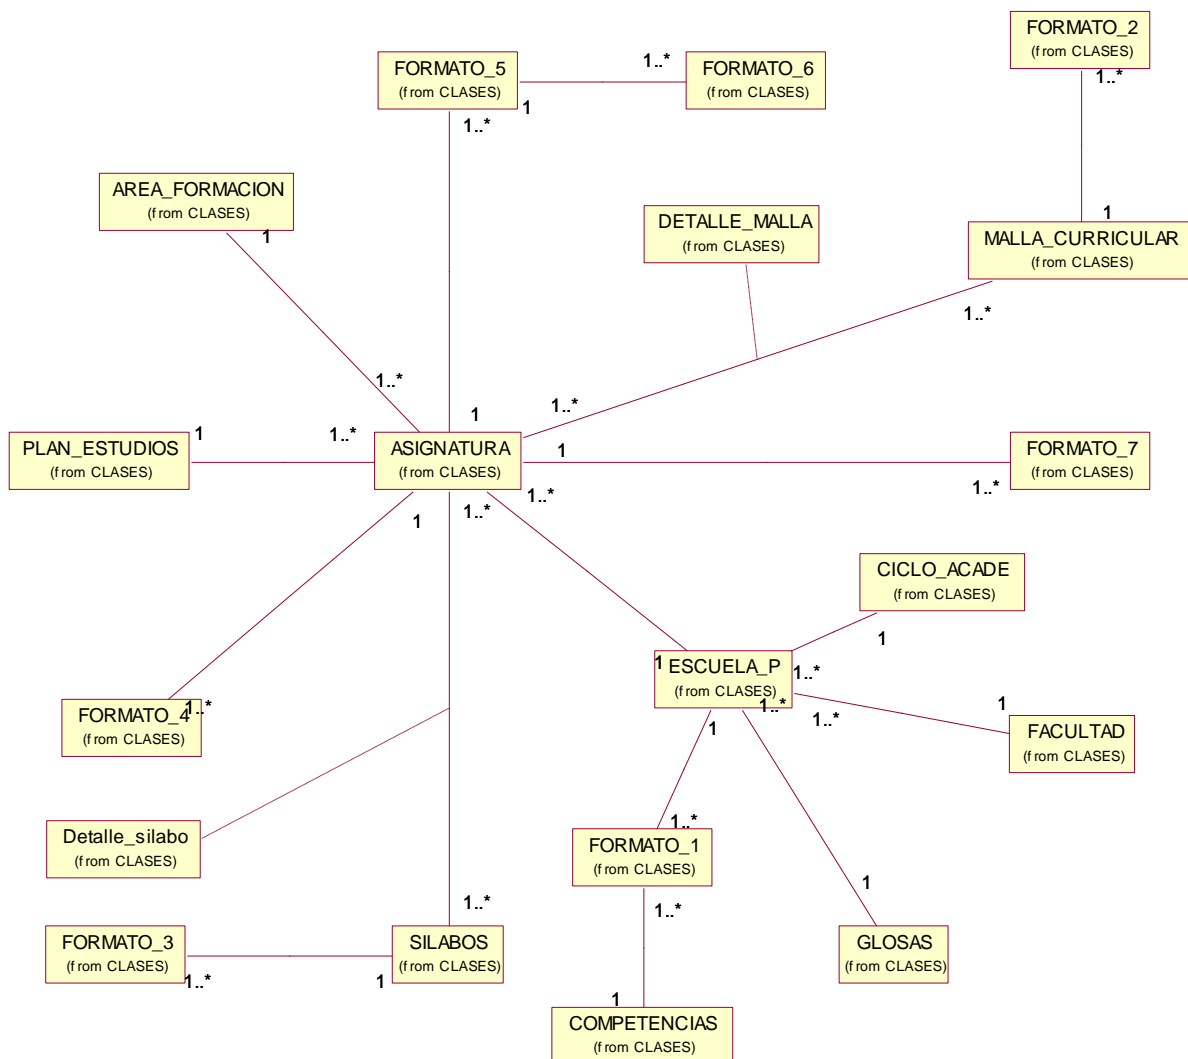 FORMATO_2
(from CLASES)
1..*
FORMATO_5
(from CLASES)
1
1..*
1..*
FORMATO_6
(from CLASES)
AREA_FORMACION
(from CLASES)
1
DETALLE_MALLA
(from CLASES)
1
MALLA_CURRICULAR
(from CLASES)
1..*
1..*
1..*
1
PLAN_ESTUDIOS
(from CLASES)
1
1..*
ASIGNATURA
(from CLASES)
1
1..*
1..*
1
FORMATO_7
(from CLASES)
1..*
CICLO_ACADE
(from CLASES)
1
1
ESCUELA_P
(from CLASES)
1..*
1..*
1..*
1
1
FACULTAD
(from CLASES)
FORMATO_4
(from CLASES)
1..*
Detalle_silabo
(from CLASES)
1..*
FORMATO_1
(from CLASES)
1..*
1
1..*
FORMATO_3
(from CLASES)
1..*
SILABOS
(from CLASES)
1
GLOSAS
(from CLASES)
1
COMPETENCIAS
(from CLASES)